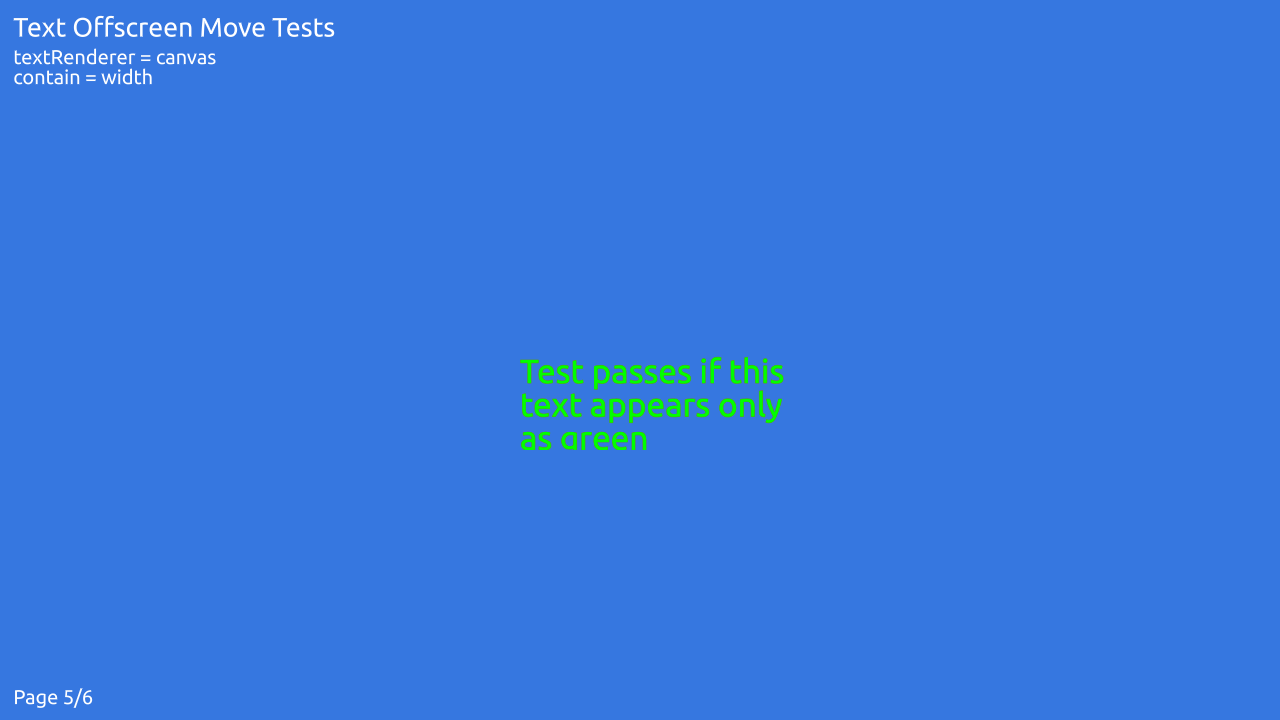 Text Offscreen Move Tests
textRenderer = canvas
contain = width
Test passes if this
text appears only
as green
Page 5/6